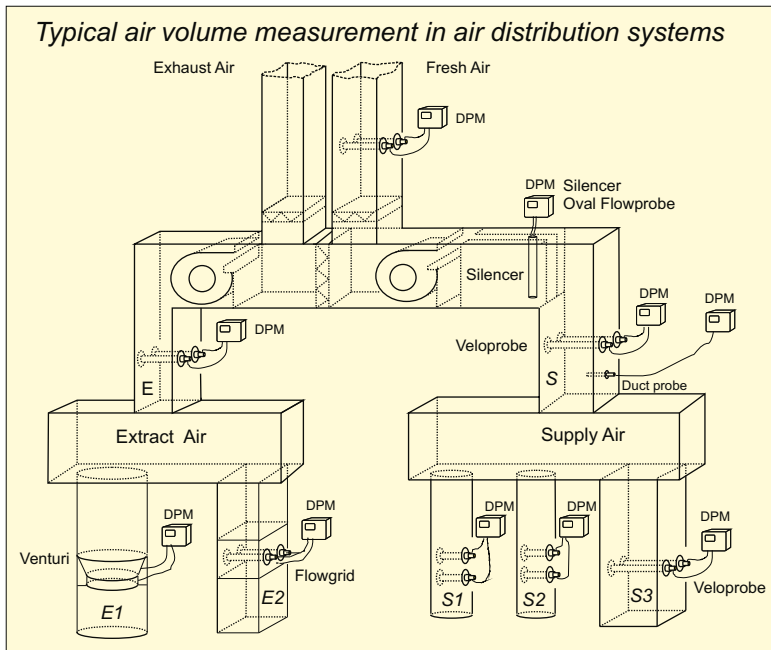 Typical air volume measurement in air distribution systems
Exhaust Air
Fresh Air
DPM
DPM
Silencer
Oval Flowprobe
Silencer
DPM
DPM
DPM
Veloprobe
E
S
Duct probe
Extract Air
Supply Air
DPM
DPM
DPM
DPM
DPM
Venturi
Flowgrid
Veloprobe
E1
E2
S1
S2
S3